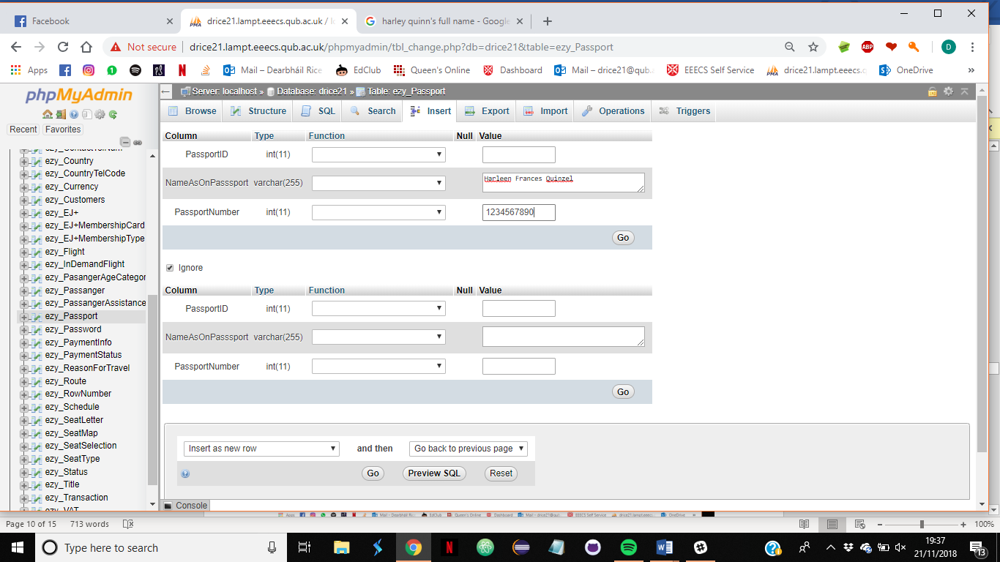 Facebook
drice21.lampt.eeecs.qub.ac.uk / lo
harley quinn's full name - Google
Not secure
drice21.lampt.eeecs.qub.ac.uk/phpmyadmin/tbl_change.php?db=drice21&table=ezy_Passport
ABP
D
Apps
Mail – Dearbháil Rice
EdClub
Queen's Online
Dashboard
Mail – drice21@qub.
EEECS Self Service
drice21.lampt.eeecs.q
OneDrive
»
phpMyAdmin
Recent
Favorites
ezy_ContactTelNum
ezy_Country
ezy_CountryTelCode
ezy_Currency
ezy_Customers
ezy_EJ+
ezy_EJ+MembershipCard
ezy_EJ+MembershipType
ezy_Flight
ezy_InDemandFlight
ezy_PasangerAgeCategor
ezy_Passanger
ezy_PassangerAssistance
ezy_Passport
ezy_Password
ezy_PaymentInfo
ezy_PaymentStatus
ezy_ReasonForTravel
ezy_Route
ezy_RowNumber
ezy_Schedule
ezy_SeatLetter
ezy_SeatMap
ezy_SeatSelection
ezy_SeatType
ezy_Status
ezy_Title
ezy_Transaction
ezy_VAT
Server: localhost » Database: drice21 » Table: ezy_Passport
Browse Structure SQL Search Insert Export Import Operations Triggers
Column Type Function Null Value
PassportID int(11)
NameAsOnPasssport varchar(255) Harleen Frances Quinzel
PassportNumber int(11) 1234567890
Go
Ignore
Column Type Function Null Value
PassportID int(11)
NameAsOnPasssport varchar(255)
PassportNumber int(11)
Go
Insert as new row and then Go back to previous page
Go Preview SQL Reset
Console
Page 10 of 15 713 words 100%
Type here to search
19:37
21/11/2018
13